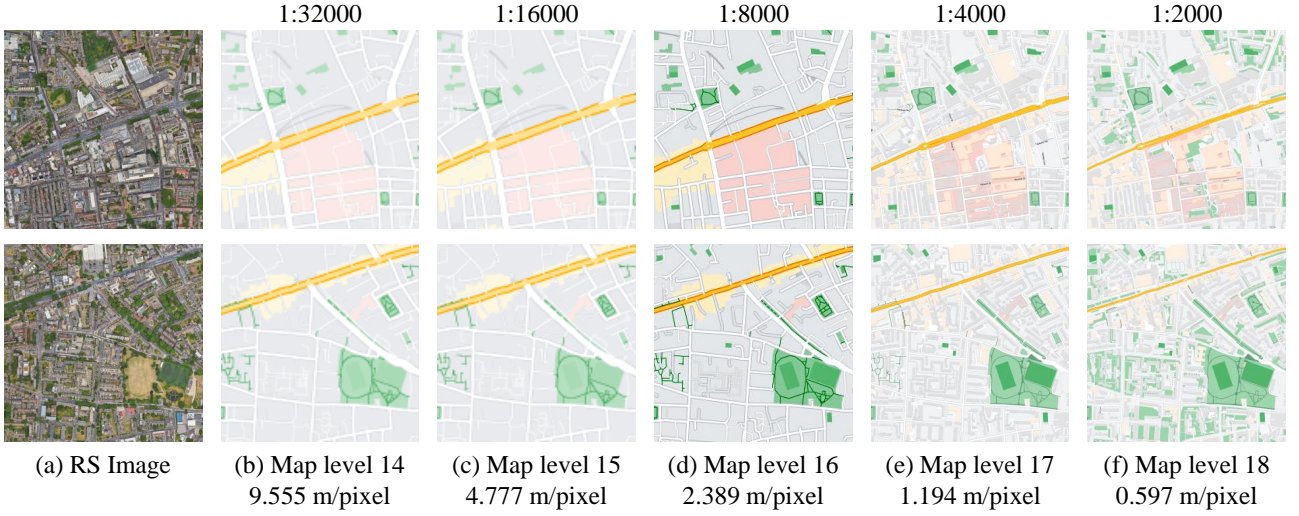 1:32000 1:16000 1:8000 1:4000 1:2000
(a) RS Image (b) Map level 14 (c) Map level 15 (d) Map level 16 (e) Map level 17 (f) Map level 18
9.555 m/pixel 4.777 m/pixel 2.389 m/pixel 1.194 m/pixel 0.597 m/pixel